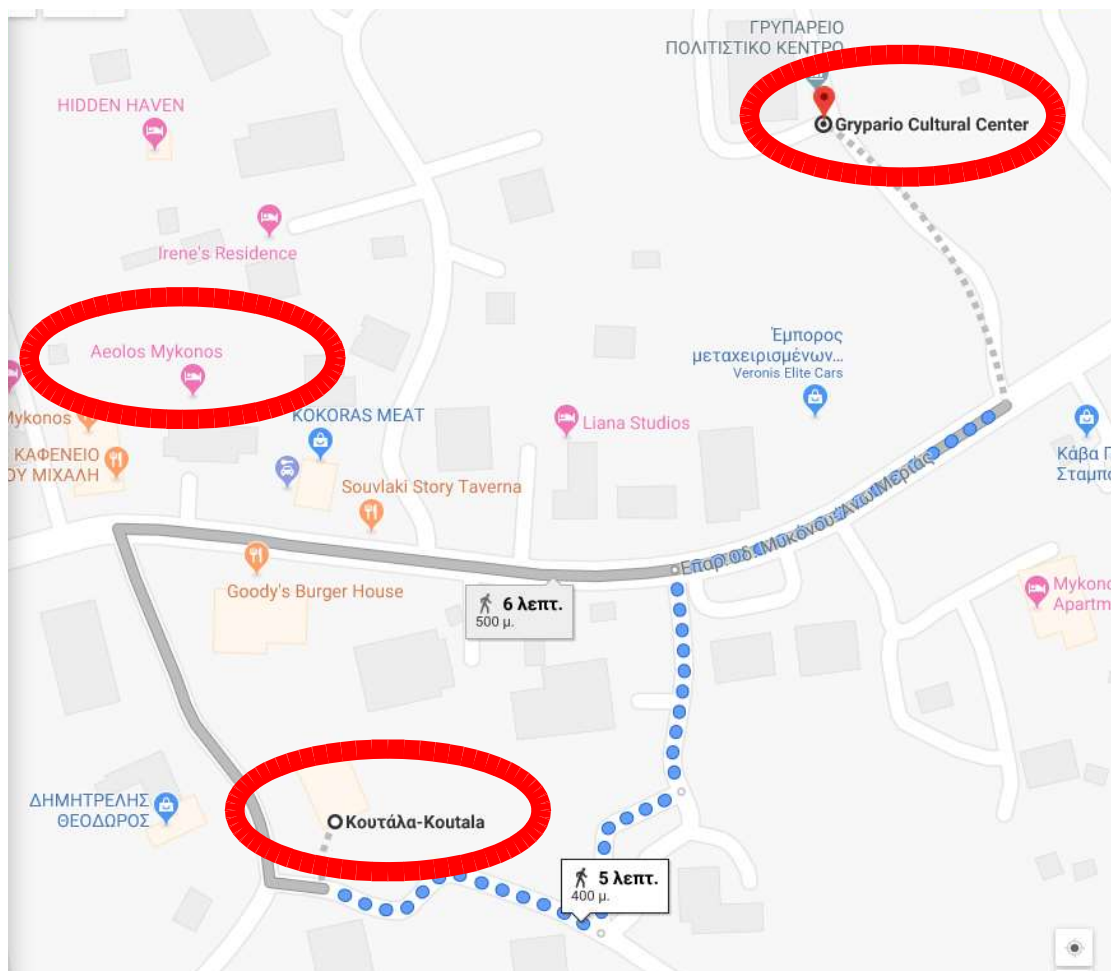 ΓΡΥΠΑΡΕΙΟ
ΠΟΛΙΤΙΣΤΙΚΟ ΚΕΝΤΡΟ
HIDDEN HAVEN
Grypario Cultural Center
Irene's Residence
Aeolos Mykonos
Έμπορος
μεταχειρισμένων...
Veronis Elite Cars
Mykonos
KOKORAS MEAT
Liana Studios
ΚΑΦΕΝΕΙΟ
ΟΥ ΜΙΧΑΛΗ
Κάβα
Σταμπ
Souvlaki Story Taverna
Επαρ.οδ. Μυκόνου-Άνω Μεράς
Goody's Burger House
6 λεπτ.
500 μ.
Mykono
Apartm
ΔΗΜΗΤΡΕΛΗΣ
ΘΕΟΔΩΡΟΣ
Κουτάλα-Koutala
5 λεπτ.
400 μ.